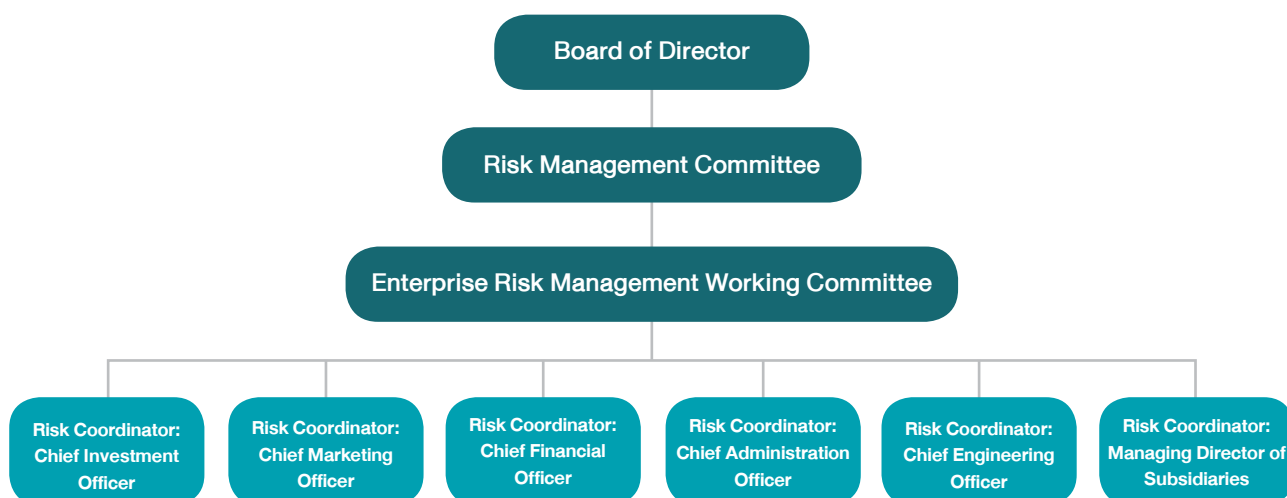 Board of Director
Risk Management Committee
Enterprise Risk Management Working Committee
Risk Coordinator:
Chief Investment
Officer
Risk Coordinator:
Chief Marketing
Officer
Risk Coordinator:
Chief Financial
Officer
Risk Coordinator:
Chief Administration
Officer
Risk Coordinator:
Chief Engineering
Officer
Risk Coordinator:
Managing Director of
Subsidiaries